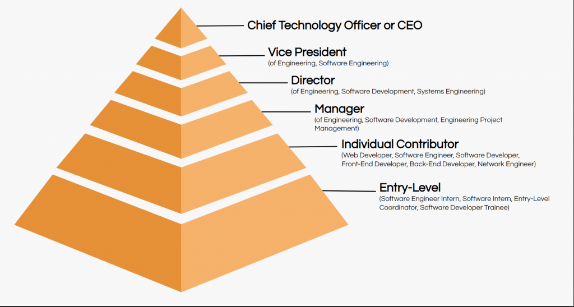 Chief Technology Officer or CEO
Vice President
(of Engineering, Software Engineering)
Director
(of Engineering, Software Development, Systems Engineering)
Manager
(of Engineering, Software Development, Engineering Project
Management)
Individual Contributor
(Web Developer, Software Engineer, Software Developer,
Front-End Developer, Back-End Developer, Network Engineer)
Entry-Level
(Software Engineer Intern, Software Intern, Entry-Level
Coordinator, Software Developer Trainee)